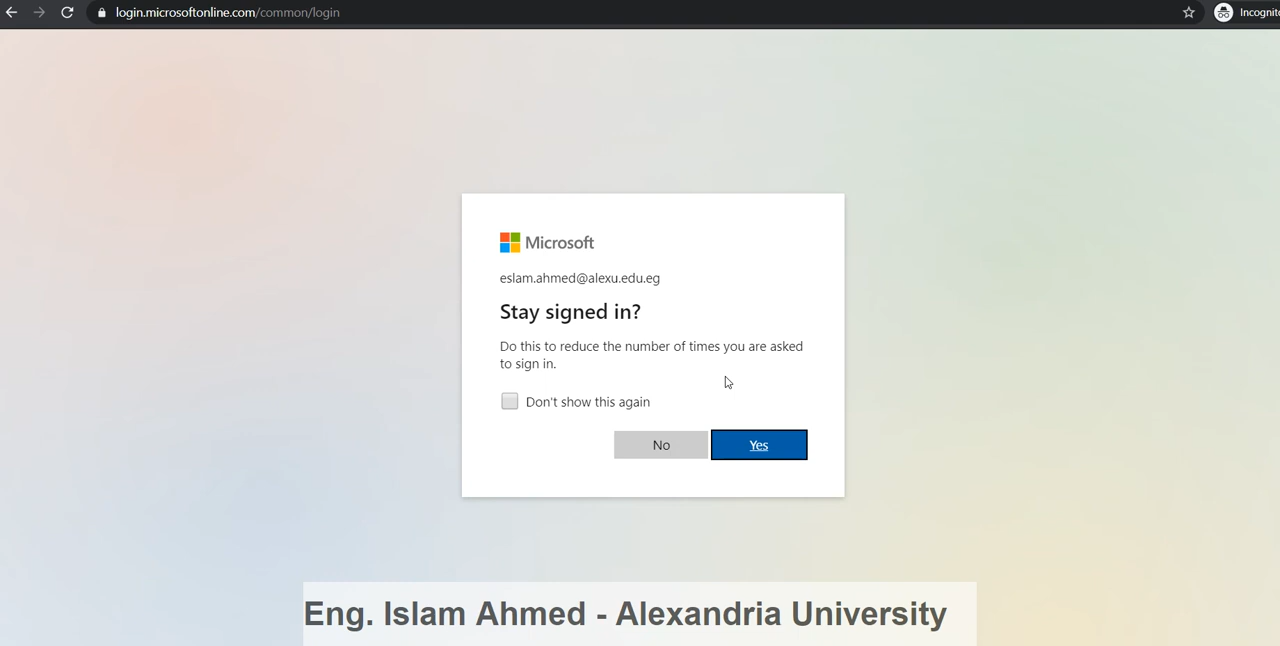 login.microsoftonline.com/common/login
Incognito
Microsoft
eslam.ahmed@alexu.edu.eg
Stay signed in?
Do this to reduce the number of times you are asked
to sign in.
Don't show this again
No
Yes
Eng. Islam Ahmed - Alexandria University